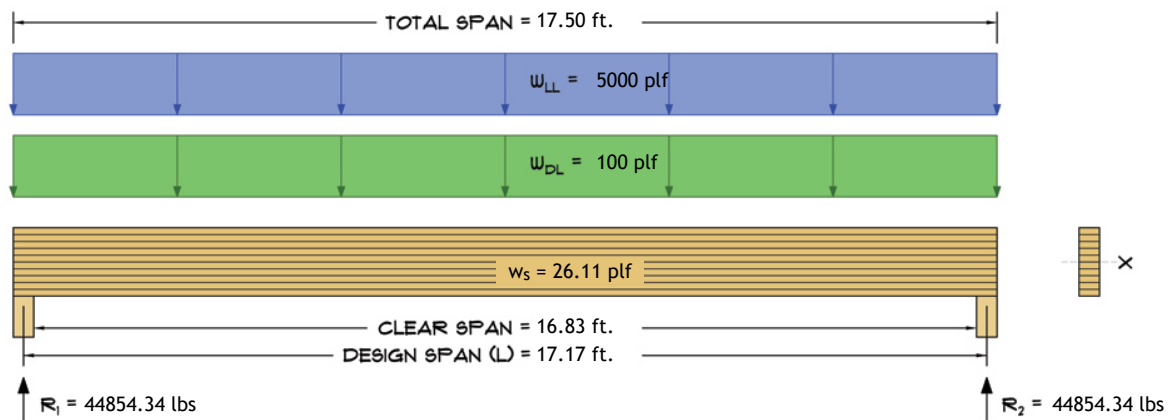 TOTAL SPAN = 17.50 ft.
WLL = 5000 plf
WDL = 100 plf
ws = 26.11 plf
X
CLEAR SPAN = 16.83 ft.
DESIGN SPAN (L) = 17.17 ft.
R1 = 44854.34 lbs
R2 = 44854.34 lbs